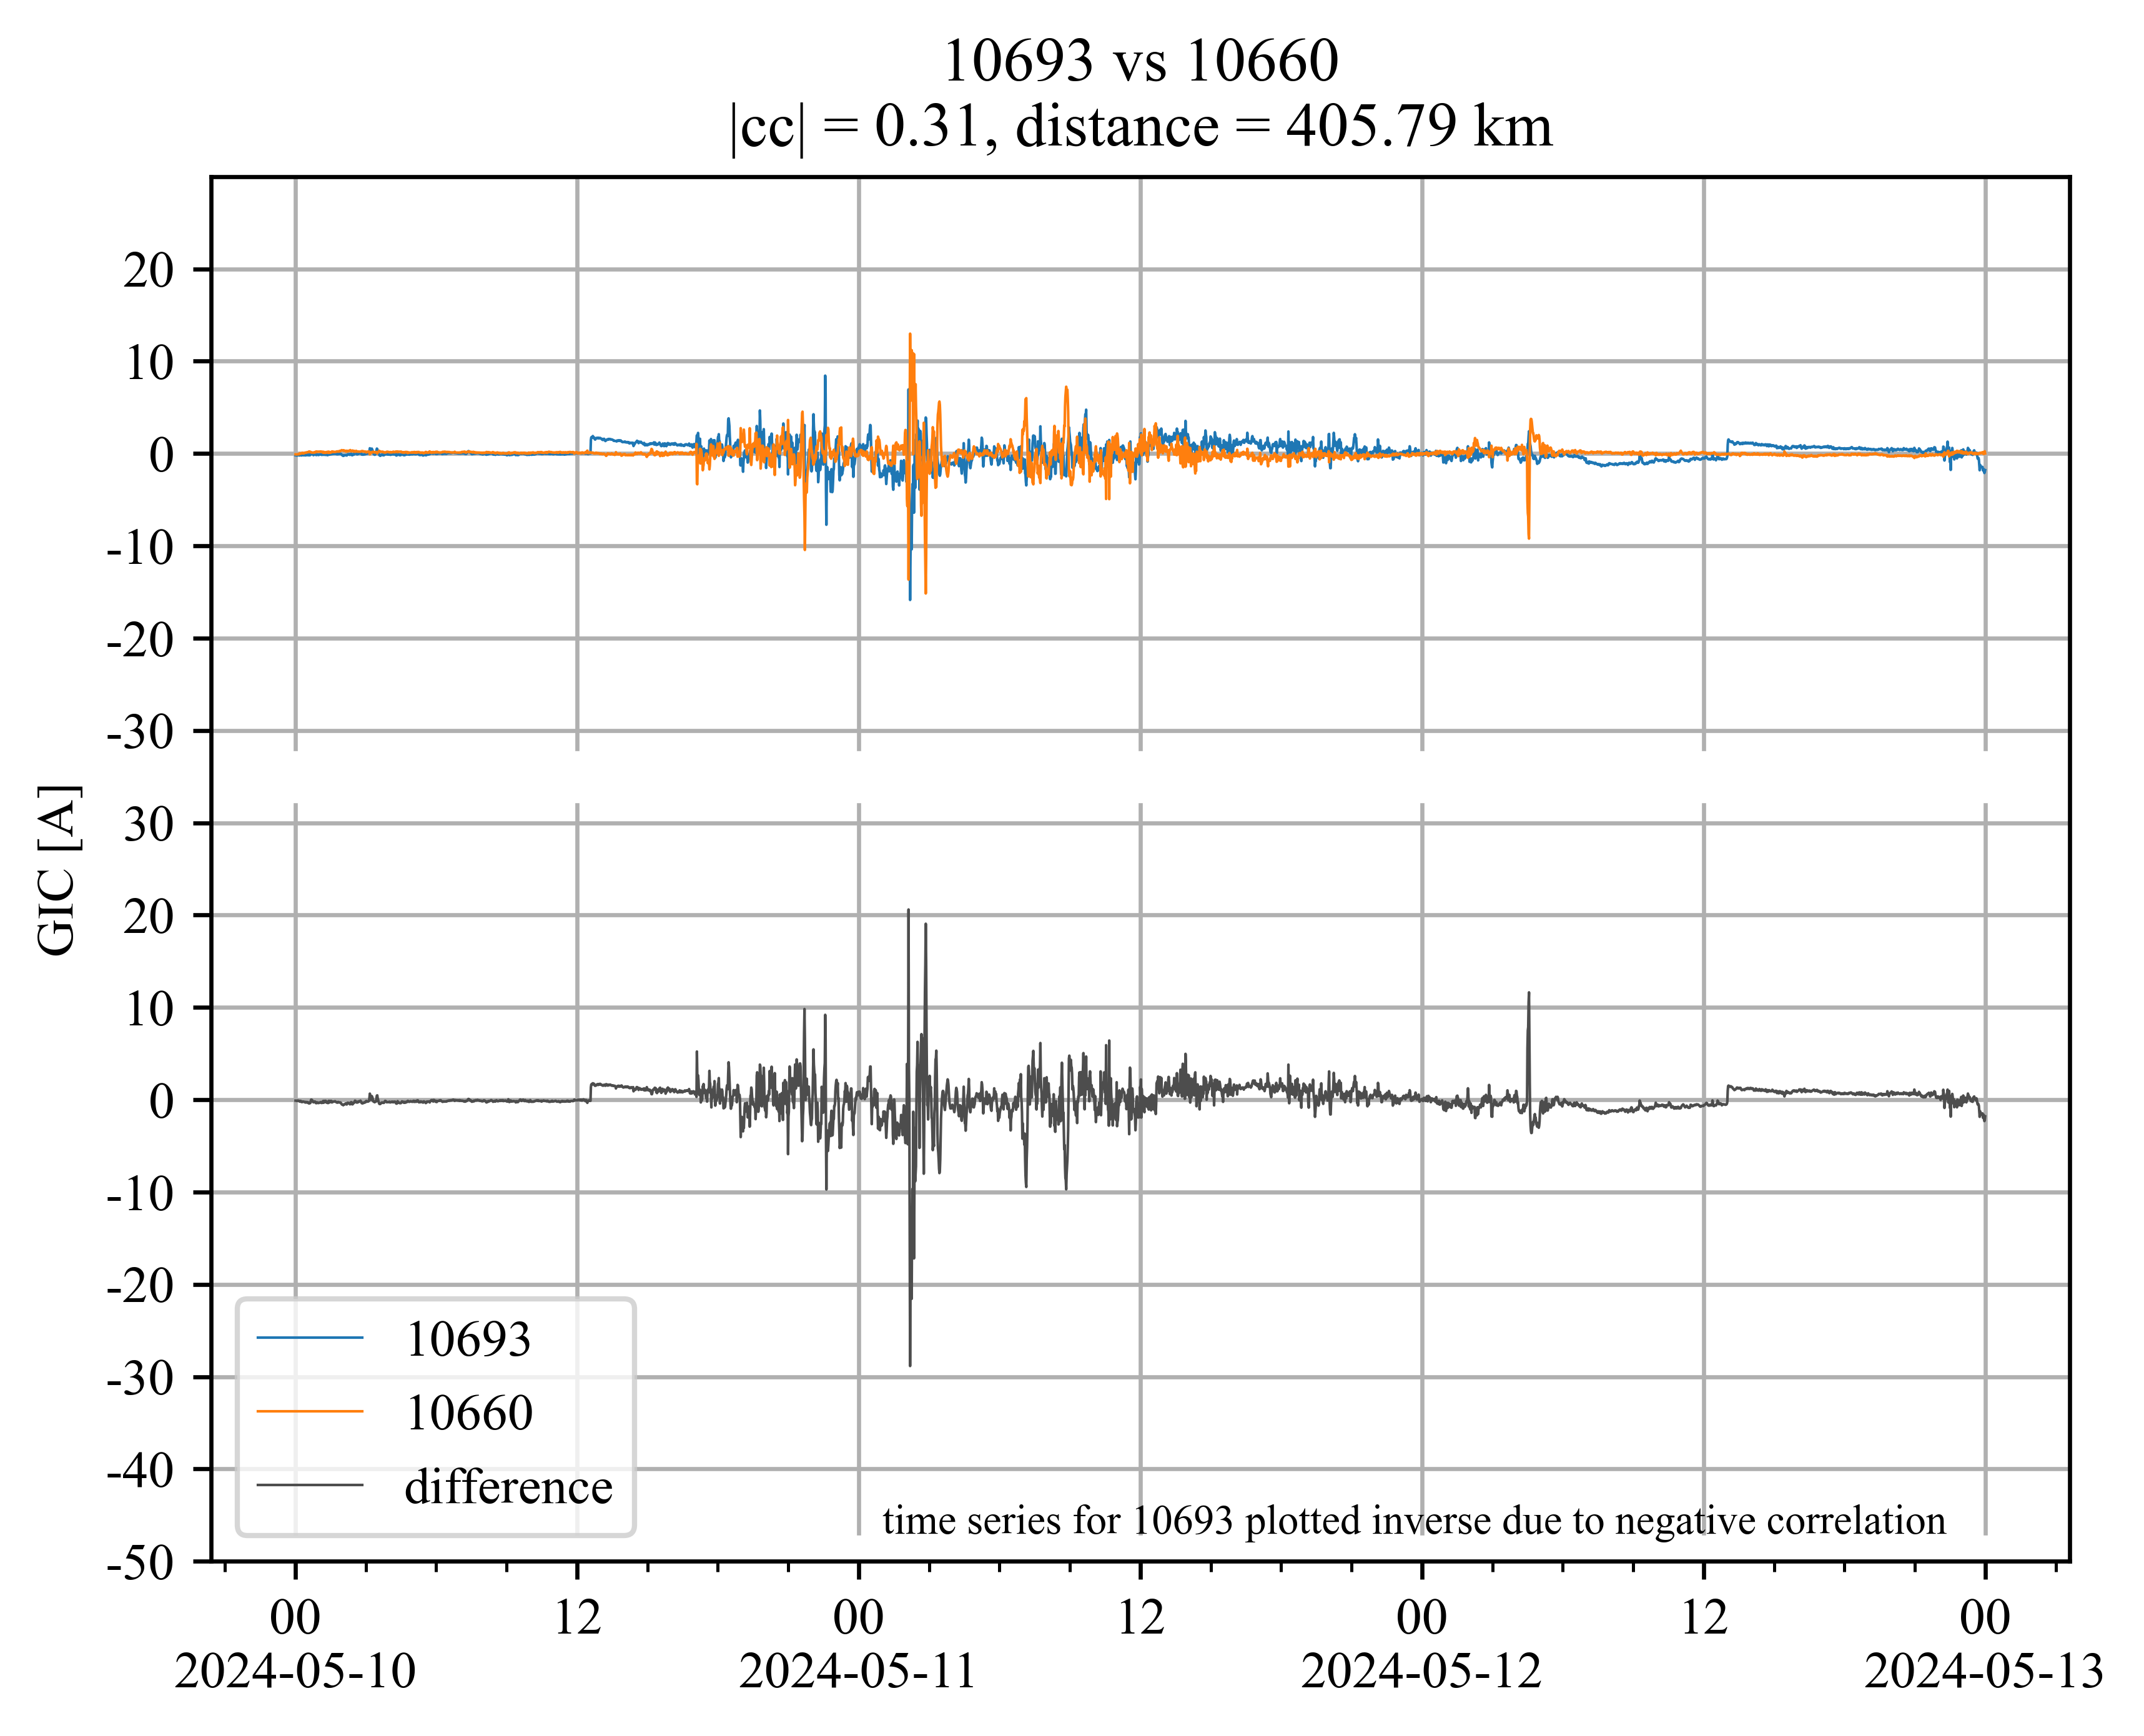 10693 vs 10660
|cc| = 0.31, distance = 405.79 km
GIC [A]
20
10
0
-10
-20
-30
30
20
10
0
-10
-20
-30
-40
-50
10693
10660
difference
time series for 10693 plotted inverse due to negative correlation
00 12 00 12 00 12 00
2024-05-10 2024-05-11 2024-05-12 2024-05-13